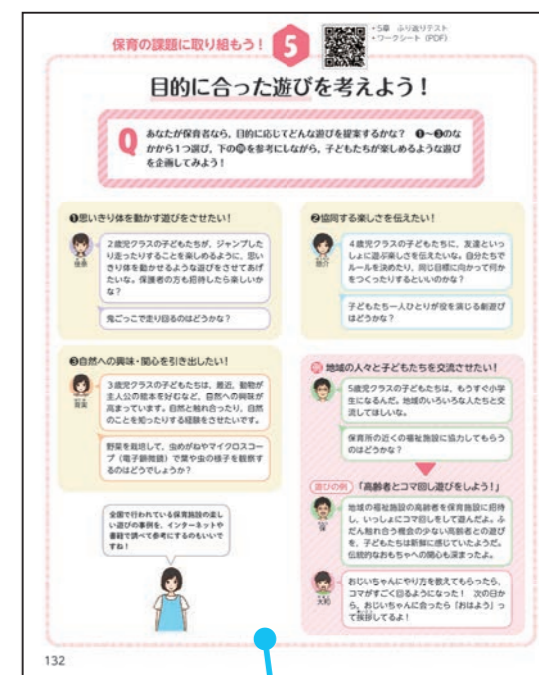 保育の課題に取り組もう！
5
・5章 ふり返りテスト
・ワークシート（PDF）
目的に合った遊びを考えよう！
Q
あなたが保育者なら，目的に応じてどんな遊びを提案するかな？ ❶～❸のな
かから1つ選び，下の例を参考にしながら，子どもたちが楽しめるような遊び
を企画してみよう！
❶思いきり体を動かす遊びをさせたい！
2歳児クラスの子どもたちが，ジャンプした
り走ったりすることを楽しめるように，思い
きり体を動かせるような遊びをさせてあげ
たいな。保護者の方も招待したら楽しいか
な？
鬼ごっこで走り回るのはどうかな？
❷協同する楽しさを伝えたい！
4歳児クラスの子どもたちに，友達といっ
しょに遊ぶ楽しさを伝えたいな。自分たちで
ルールを決めたり，同じ目標に向かって何か
をつくったりするといいのかな？
子どもたち一人ひとりが役を演じる劇遊び
はどうかな？
❸自然への興味・関心を引き出したい！
3歳児クラスの子どもたちは，最近，動物が
主人公の絵本を好むなど，自然への興味が
高まっています。自然と触れ合ったり，自然
のことを知ったりする経験をさせたいです。
野菜を栽培して，虫めがねやマイクロスコー
プ（電子顕微鏡）で葉や虫の様子を観察す
るのはどうでしょうか？
全国で行われている保育施設の楽し
い遊びの事例を，インターネットや
書籍で調べて参考にするのもいいで
すね！
例 地域の人々と子どもたちを交流させたい！
5歳児クラスの子どもたちは，もうすぐ小学
生になるんだ。地域のいろいろな人たちと交
流してほしいな。
保育所の近くの福祉施設に協力してもらう
のはどうかな？
遊びの例 「高齢者とコマ回し遊びをしよう！」
地域の福祉施設の高齢者を保育施設に招待
し，いっしょにコマ回しをして遊んだよ。ふ
だん触れ合う機会の少ない高齢者との遊び
を，子どもたちは新鮮に感じていたようだ。
伝統的なおもちゃへの関心も深まったよ。
大和
おじいちゃんにやり方を教えてもらったら，
コマがすごく回るようになった！ 次の日か
ら，おじいちゃんに会ったら「おはよう」っ
て挨拶してるよ！
132